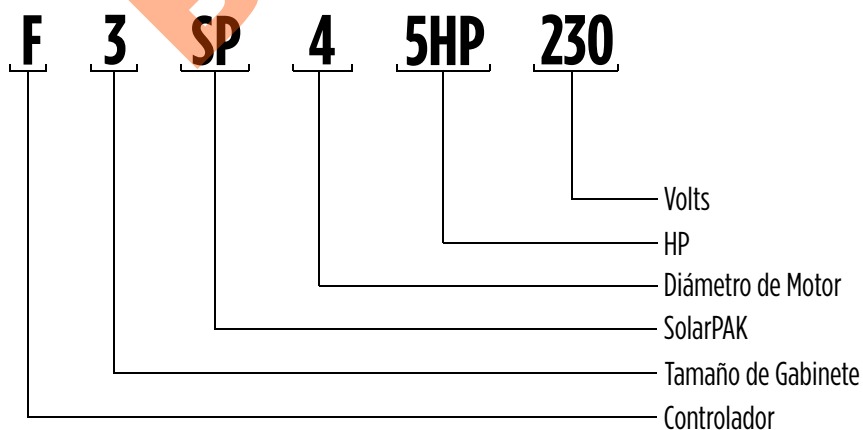 F 3 SP 4 5HP 230
Volts
HP
Diámetro de Motor
SolarPAK
Tamaño de Gabinete
Controlador